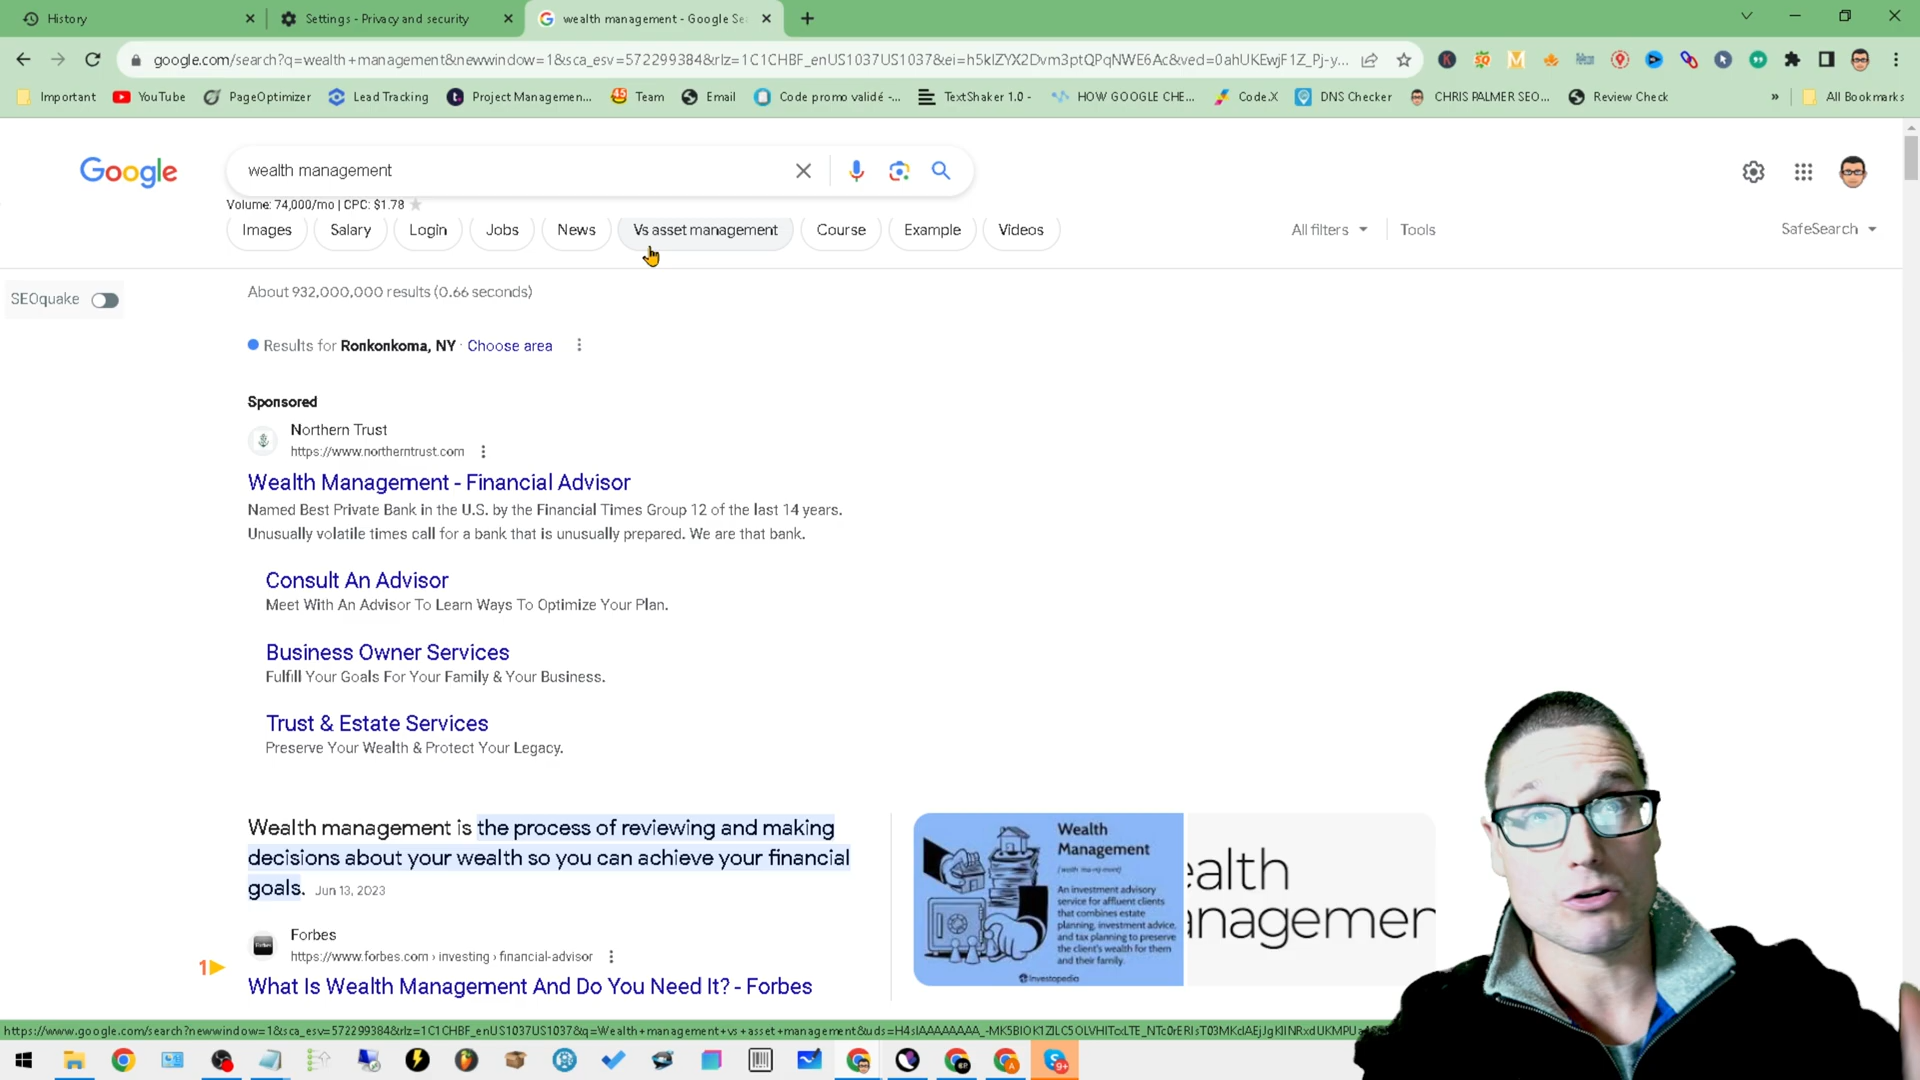 History
Settings - Privacy and security
wealth management - Google Se
google.com/search?q=wealth+management&newwindow=1&sca_esv=572299384&rlz=1C1CHBF_enUS1037US1037&ei=h5kIZYX2Dvm3ptQPqNWE6Ac&ved=0ahUKEwjF1Z_Pj-y...
Important
YouTube
PageOptimizer
Lead Tracking
Project Managemen...
Team
Email
Code promo validé -...
TextShaker 1.0 -
HOW GOOGLE CHE...
Code.X
DNS Checker
CHRIS PALMER SEO...
Review Check
»
All Bookmarks
Google
wealth management
Volume: 74,000/mo | CPC: $1.78
Images
Salary
Login
Jobs
News
Vs asset management
Course
Example
Videos
All filters
Tools
SafeSearch
SEOquake
About 932,000,000 results (0.66 seconds)
Results for Ronkonkoma, NY · Choose area
Sponsored
Northern Trust
https://www.northerntrust.com
Wealth Management - Financial Advisor
Named Best Private Bank in the U.S. by the Financial Times Group 12 of the last 14 years.
Unusually volatile times call for a bank that is unusually prepared. We are that bank.
Consult An Advisor
Meet With An Advisor To Learn Ways To Optimize Your Plan.
Business Owner Services
Fulfill Your Goals For Your Family & Your Business.
Trust & Estate Services
Preserve Your Wealth & Protect Your Legacy.
Wealth management is the process of reviewing and making
decisions about your wealth so you can achieve your financial
goals. Jun 13, 2023
Forbes
https://www.forbes.com › investing › financial-advisor
1
What Is Wealth Management And Do You Need It? - Forbes
Wealth
Management
An investment advisory
service for affluent clients
that combines estate
planning, investment advice,
and tax planning to preserve
the client's wealth for them
and their family.
Investopedia
ealth
anagemer
9+